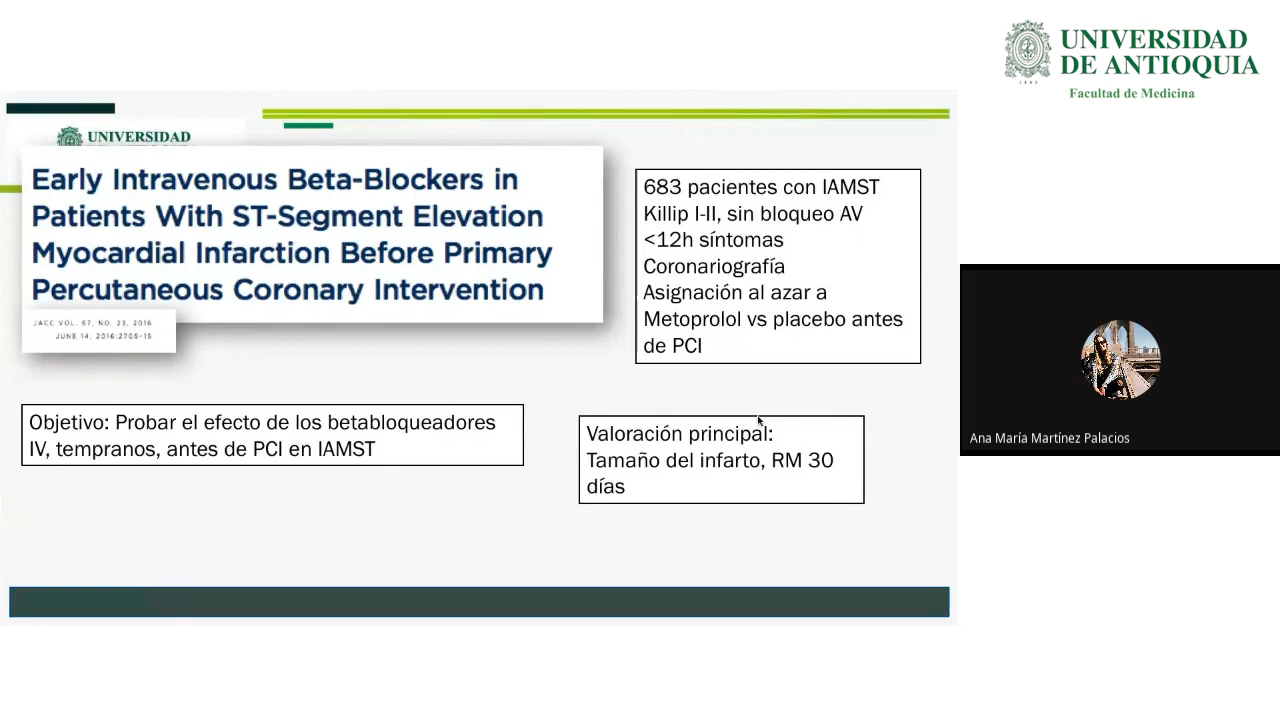 UNIVERSIDAD
DE ANTIOQUIA
1803
Facultad de Medicina
UNIVERSIDAD
Early Intravenous Beta-Blockers in
Patients With ST-Segment Elevation
Myocardial Infarction Before Primary
Percutaneous Coronary Intervention
JACC VOL. 67, NO. 23, 2016
JUNE 14, 2016:2705–15
683 pacientes con IAMST
Killip I-II, sin bloqueo AV
<12h síntomas
Coronariografía
Asignación al azar a
Metoprolol vs placebo antes
de PCI
Objetivo: Probar el efecto de los betabloqueadores
IV, tempranos, antes de PCI en IAMST
Valoración principal:
Tamaño del infarto, RM 30
días
Ana María Martínez Palacios